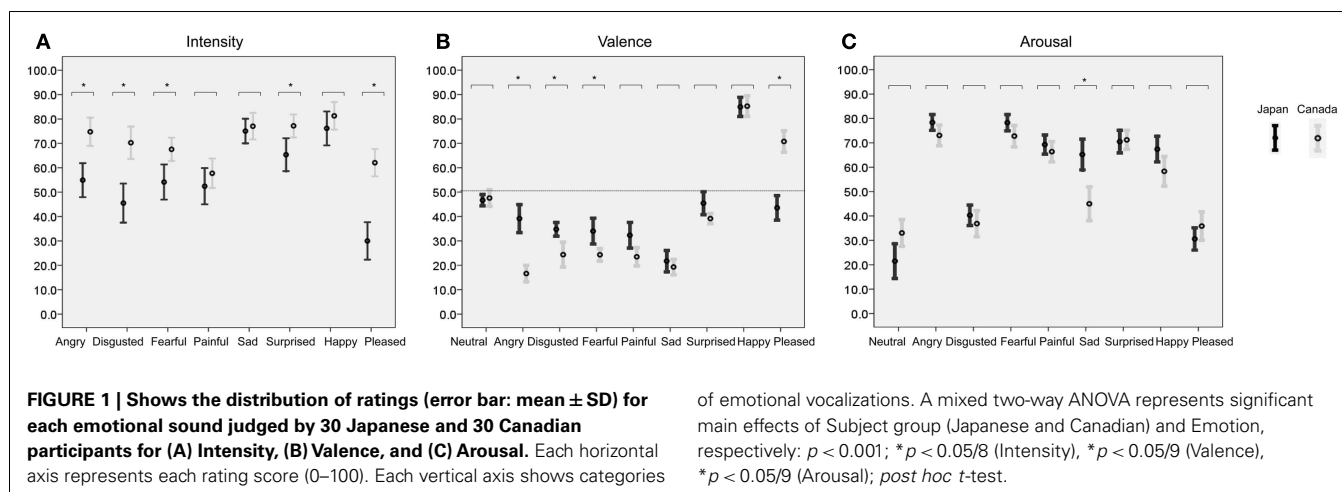 A
Intensity
100.0
90.0
80.0
70.0
60.0
50.0
40.0
30.0
20.0
10.0
0.0
* * * * *
Angry Disgusted Fearful Painful Sad Surprised Happy Pleased
B
Valence
100.0
90.0
80.0
70.0
60.0
50.0
40.0
30.0
20.0
10.0
0.0
* * * *
Neutral Angry Disgusted Fearful Painful Sad Surprised Happy Pleased
C
Arousal
100.0
90.0
80.0
70.0
60.0
50.0
40.0
30.0
20.0
10.0
0.0
*
Neutral Angry Disgusted Fearful Painful Sad Surprised Happy Pleased
Japan Canada
FIGURE 1 | Shows the distribution of ratings (error bar: mean ± SD) for
each emotional sound judged by 30 Japanese and 30 Canadian
participants for (A) Intensity, (B) Valence, and (C) Arousal. Each horizontal
axis represents each rating score (0–100). Each vertical axis shows categories
of emotional vocalizations. A mixed two-way ANOVA represents significant
main effects of Subject group (Japanese and Canadian) and Emotion,
respectively: p < 0.001; *p < 0.05/8 (Intensity), *p < 0.05/9 (Valence),
*p < 0.05/9 (Arousal); post hoc t-test.